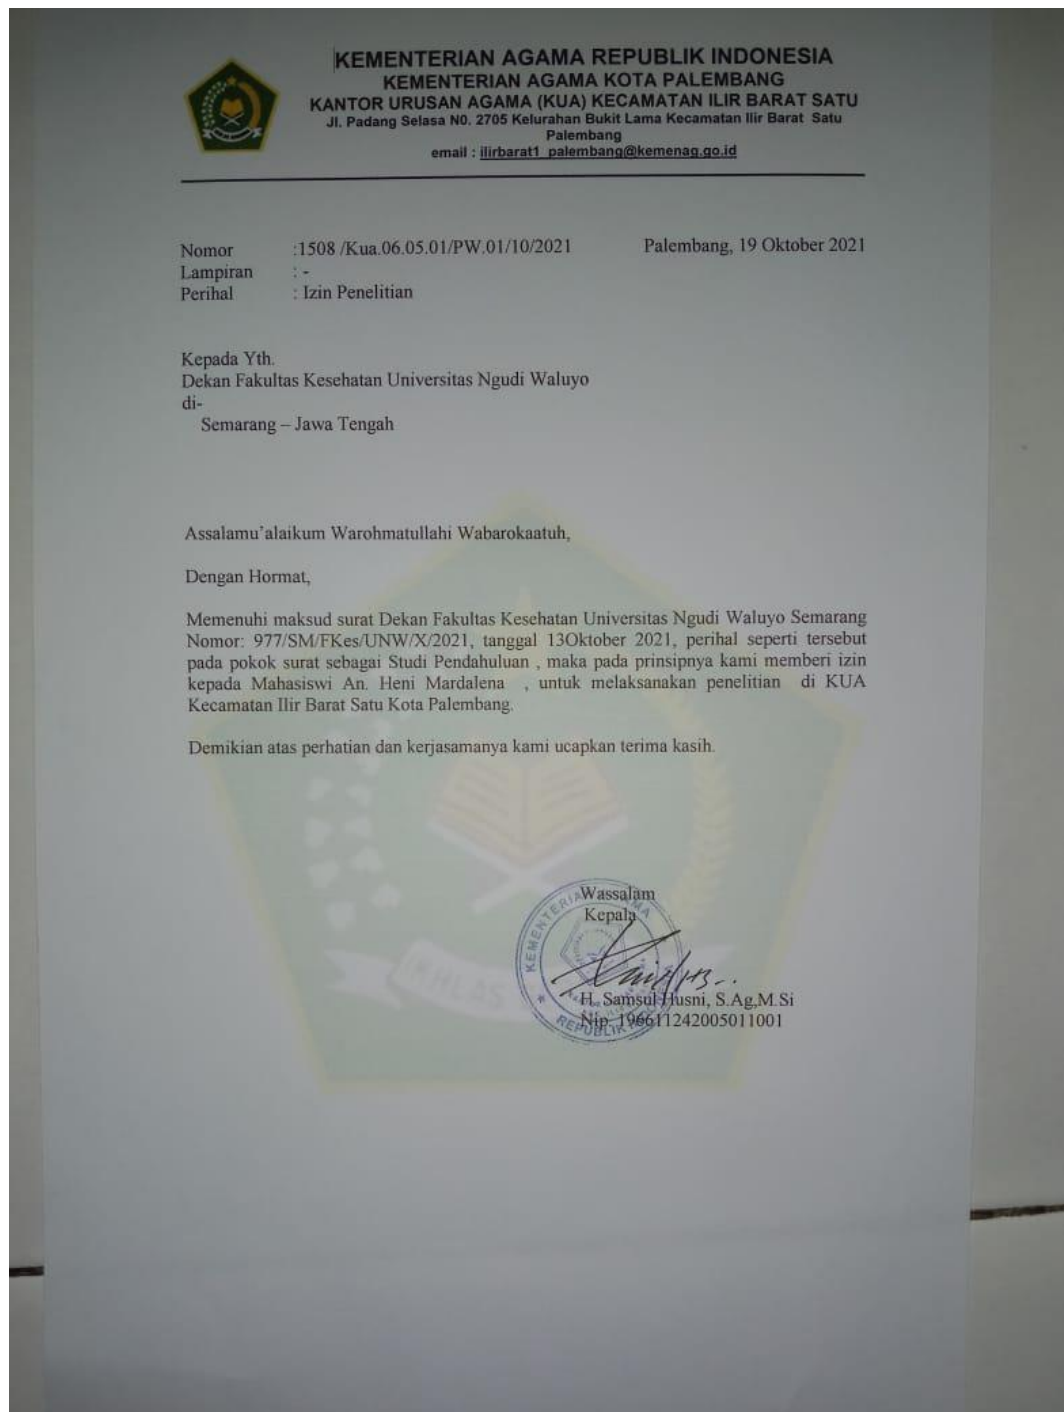 KEMENTERIAN AGAMA REPUBLIK INDONESIA
KEMENTERIAN AGAMA KOTA PALEMBANG
KANTOR URUSAN AGAMA (KUA) KECAMATAN ILIR BARAT SATU
Jl. Padang Selasa N0. 2705 Kelurahan Bukit Lama Kecamatan Ilir Barat Satu
Palembang
email : ilirbarat1_palembang@kemenag.go.id
Nomor :1508 /Kua.06.05.01/PW.01/10/2021 Palembang, 19 Oktober 2021
Lampiran : -
Perihal : Izin Penelitian
Kepada Yth.
Dekan Fakultas Kesehatan Universitas Ngudi Waluyo
di-
Semarang – Jawa Tengah
Assalamu’alaikum Warohmatullahi Wabarokaatuh,
Dengan Hormat,
Memenuhi maksud surat Dekan Fakultas Kesehatan Universitas Ngudi Waluyo Semarang
Nomor: 977/SM/FKes/UNW/X/2021, tanggal 13Oktober 2021, perihal seperti tersebut
pada pokok surat sebagai Studi Pendahuluan , maka pada prinsipnya kami memberi izin
kepada Mahasiswi An. Heni Mardalena , untuk melaksanakan penelitian di KUA
Kecamatan Ilir Barat Satu Kota Palembang.
Demikian atas perhatian dan kerjasamanya kami ucapkan terima kasih.
Wassalam
Kepala
KEMENTERIAN AGAMA
REPUBLIK
H. Samsul Husni, S.Ag,M.Si
Nip. 196611242005011001
IKHLAS